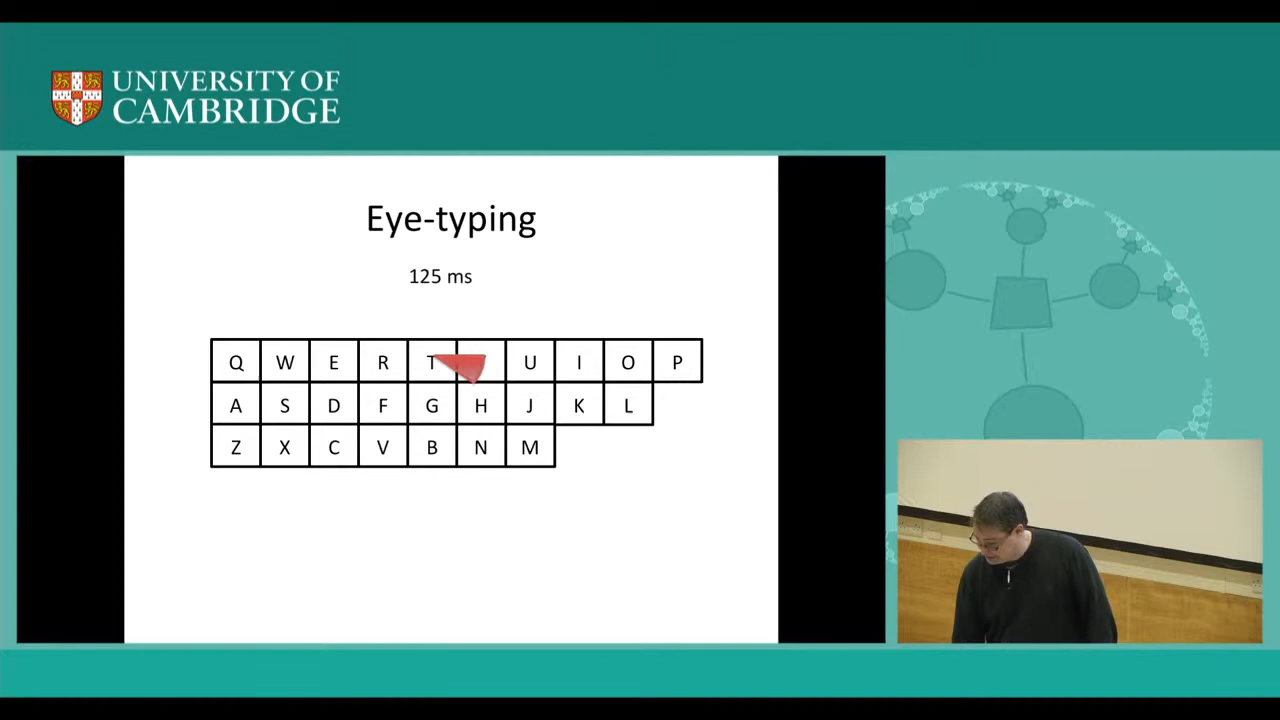 UNIVERSITY OF
CAMBRIDGE
Eye-typing
125 ms
Q W E R T U I O P
A S D F G H J K L
Z X C V B N M